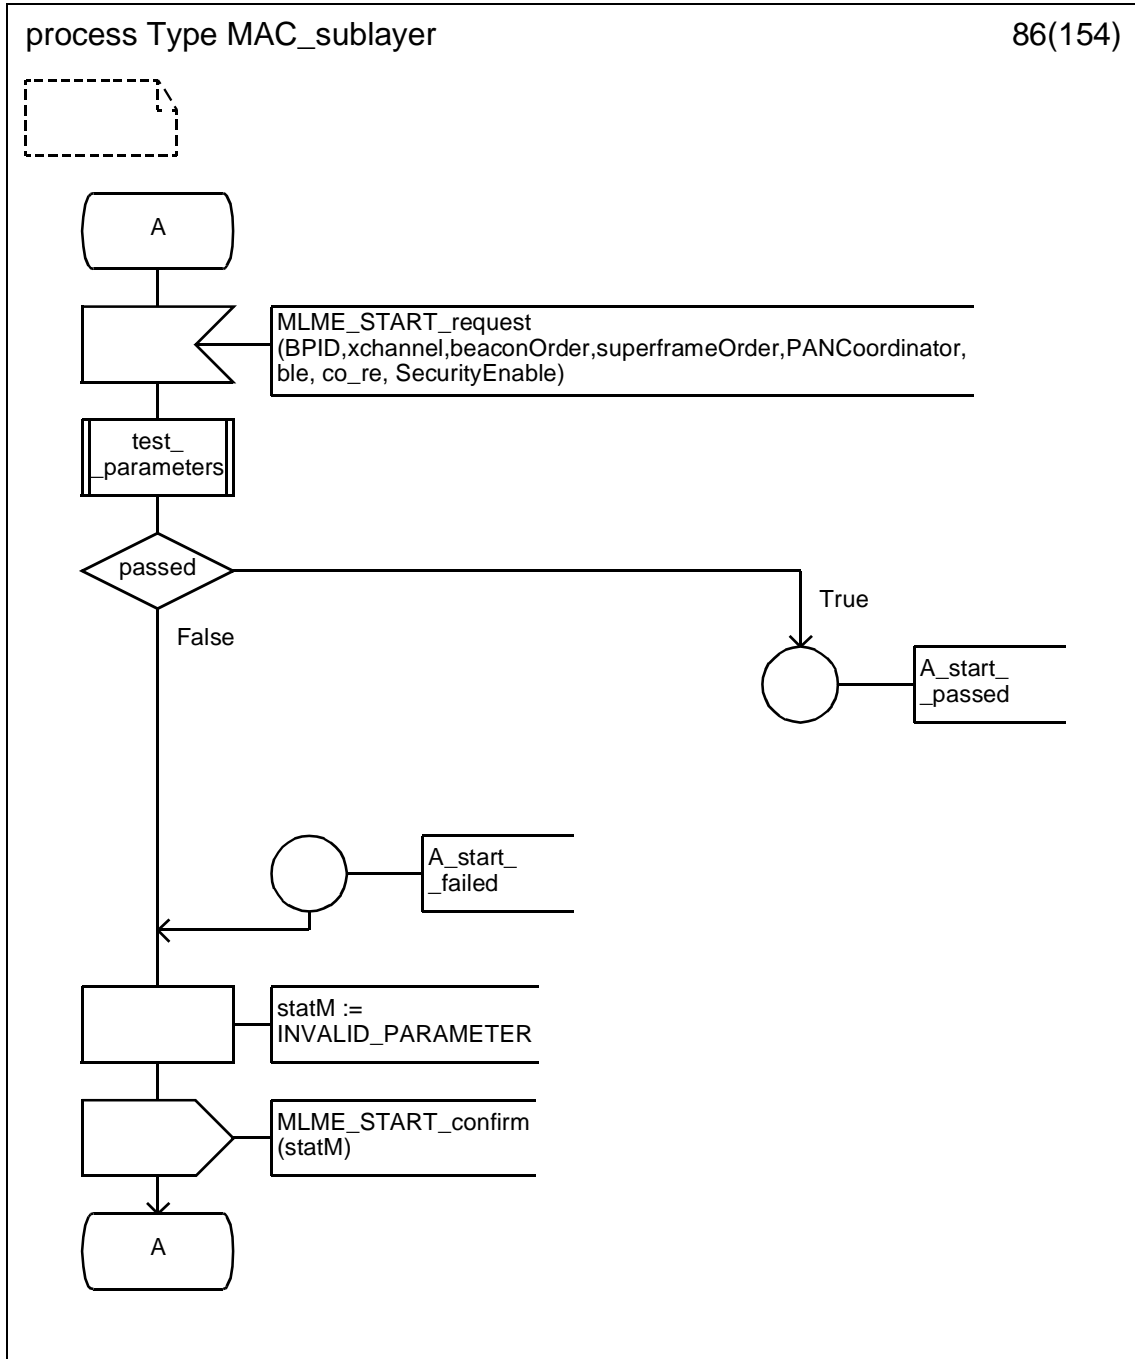 process Type MAC_sublayer
86(154)
A
MLME_START_request
(BPID,xchannel,beaconOrder,superframeOrder,PANCoordinator,
ble, co_re, SecurityEnable)
test_
_parameters
passed
True
False
A_start_
_passed
A_start_
_failed
statM :=
INVALID_PARAMETER
MLME_START_confirm
(statM)
A